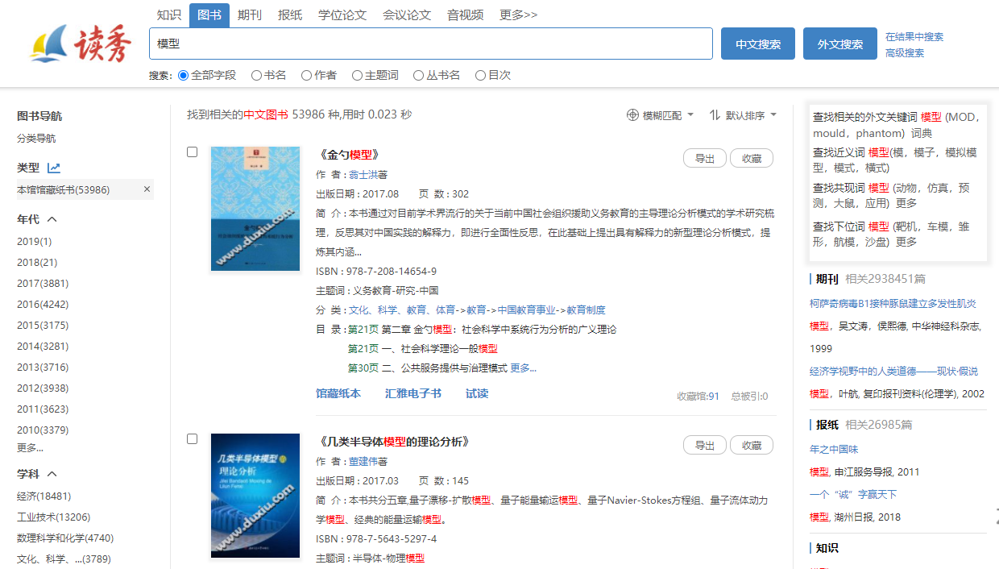 知识 图书 期刊 报纸 学位论文 会议论文 音视频 更多>>
读秀
模型
中文搜索 外文搜索
在结果中搜索
高级搜索
搜索: 全部字段 书名 作者 主题词 丛书名 目次
图书导航
分类导航
类型
本馆馆藏纸书(53986) ×
年代
2019(1)
2018(21)
2017(3881)
2016(4242)
2015(3175)
2014(3281)
2013(3716)
2012(3938)
2011(3623)
2010(3379)
更多...
学科
经济(18481)
工业技术(13206)
数理科学和化学(4740)
文化、科学、...(3789)
找到相关的中文图书 53986 种,用时 0.023 秒
模糊匹配 默认排序
www.duxiu.com
《金勺模型》
导出 收藏
作 者 : 翁士洪著
出版日期 : 2017.08 页 数 : 302
简 介 : 本书通过对目前学术界流行的关于当前中国社会组织援助义务教育的主导理论分析模式的学术研究梳
理，反思其对中国实践的解释力，即进行全面性反思，在此基础上提出具有解释力的新型理论分析模式，提
炼其内涵...
ISBN : 978-7-208-14654-9
主题词 : 义务教育-研究-中国
分 类 : 文化、科学、教育、体育->教育->中国教育事业->教育制度
目 录 : 第21页 第二章 金勺模型：社会科学中系统行为分析的广义理论
第21页 一、社会科学理论一般模型
第30页 二、公共服务提供与治理模式 更多...
馆藏纸本 汇雅电子书 试读
收藏馆:91 总被引:0
几类半导体模型
理论分析
Jilei Bandaoti Moxing de
Lilun Fenxi
www.duxiu.com
《几类半导体模型的理论分析》
导出 收藏
作 者 : 董建伟著
出版日期 : 2017.03 页 数 : 145
简 介 : 本书共分五章,量子漂移-扩散模型、量子能量输运模型、量子Navier-Stokes方程组、量子流体动力
学模型、经典的能量运输模型。
ISBN : 978-7-5643-5297-4
主题词 : 半导体-物理模型
查找相关的外文关键词 模型 (MOD，
mould，phantom) 词典
查找近义词 模型(模，模子，模拟模
型，模式，横式)
查找共现词 模型 (动物，仿真，预
测，大鼠，应用) 更多
查找下位词 模型 (靶机，车模，雏
形，航模，沙盘) 更多
期刊 相关2938451篇
柯萨奇病毒B1接种豚鼠建立多发性肌炎
模型，吴文涛，侯熙德, 中华神经科杂志,
1999
经济学视野中的人类道德——现状·假说
模型，叶航, 复印报刊资料(伦理学), 2002
报纸 相关26985篇
年之中国味
模型, 申江服务导报, 2011
一个“诚”字赢天下
模型, 湖州日报, 2018
知识